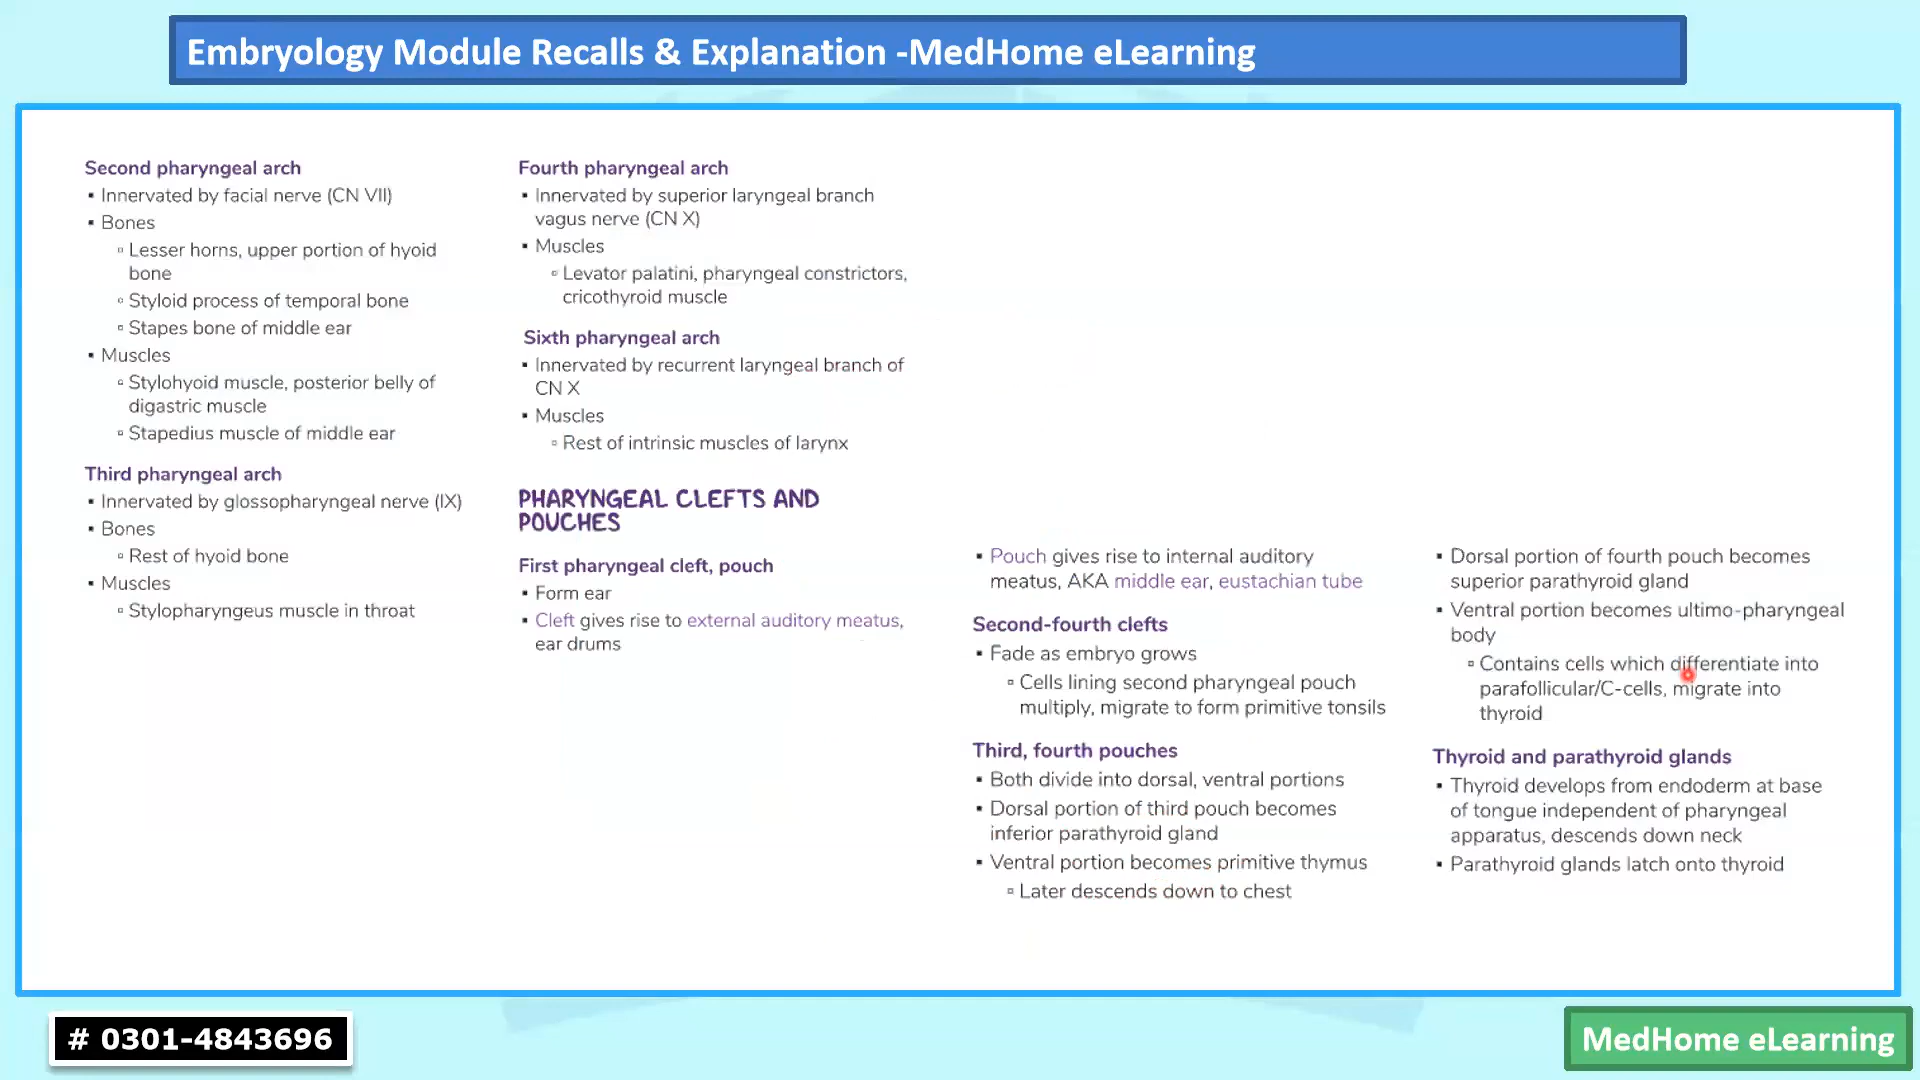 Embryology Module Recalls & Explanation -MedHome eLearning
Second pharyngeal arch
▪ Innervated by facial nerve (CN VII)
▪ Bones
▫ Lesser horns, upper portion of hyoid
bone
▫ Styloid process of temporal bone
▫ Stapes bone of middle ear
▪ Muscles
▫ Stylohyoid muscle, posterior belly of
digastric muscle
▫ Stapedius muscle of middle ear
Third pharyngeal arch
▪ Innervated by glossopharyngeal nerve (IX)
▪ Bones
▫ Rest of hyoid bone
▪ Muscles
▫ Stylopharyngeus muscle in throat
Fourth pharyngeal arch
▪ Innervated by superior laryngeal branch
vagus nerve (CN X)
▪ Muscles
▫ Levator palatini, pharyngeal constrictors,
cricothyroid muscle
Sixth pharyngeal arch
▪ Innervated by recurrent laryngeal branch of
CN X
▪ Muscles
▫ Rest of intrinsic muscles of larynx
PHARYNGEAL CLEFTS AND
POUCHES
First pharyngeal cleft, pouch
▪ Form ear
▪ Cleft gives rise to external auditory meatus,
ear drums
▪ Pouch gives rise to internal auditory
meatus, AKA middle ear, eustachian tube
Second-fourth clefts
▪ Fade as embryo grows
▫ Cells lining second pharyngeal pouch
multiply, migrate to form primitive tonsils
Third, fourth pouches
▪ Both divide into dorsal, ventral portions
▪ Dorsal portion of third pouch becomes
inferior parathyroid gland
▪ Ventral portion becomes primitive thymus
▫ Later descends down to chest
▪ Dorsal portion of fourth pouch becomes
superior parathyroid gland
▪ Ventral portion becomes ultimo-pharyngeal
body
▫ Contains cells which differentiate into
parafollicular/C-cells, migrate into
thyroid
Thyroid and parathyroid glands
▪ Thyroid develops from endoderm at base
of tongue independent of pharyngeal
apparatus, descends down neck
▪ Parathyroid glands latch onto thyroid
# 0301-4843696
MedHome eLearning